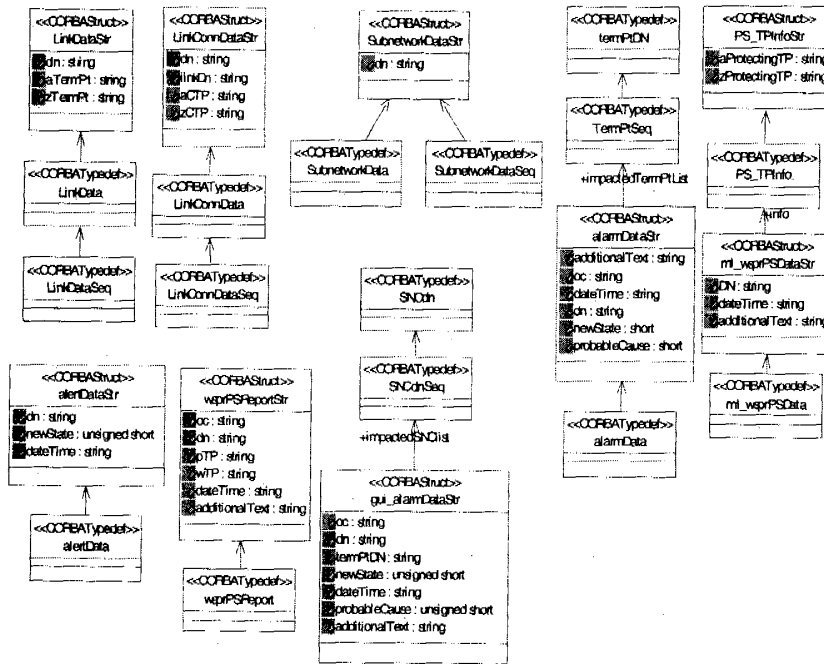 <<CORBAStruct>>
LinkDataStr
dn : string
aTermPt : string
zTermPt : string
<<CORBATypedef>>
LinkData
<<CORBATypedef>>
LinkDataSeq
<<CORBAStruct>>
LinkConnDataStr
dn : string
linkDn : string
aCTP : string
zCTP : string
<<CORBATypedef>>
LinkConnData
<<CORBATypedef>>
LinkConnDataSeq
<<CORBAStruct>>
SubnetworkDataStr
dn : string
<<CORBATypedef>>
SubnetworkData
<<CORBATypedef>>
SubnetworkDataSeq
<<CORBATypedef>>
termPtDN
<<CORBATypedef>>
TermPtSeq
+impactedTermPtList
<<CORBAStruct>>
alarmDataStr
additionalText : string
oc : string
dateTime : string
dn : string
newState : short
probableCause : short
<<CORBATypedef>>
alarmData
<<CORBAStruct>>
PS_TPInfoStr
aProtectingTP : string
zProtectingTP : string
<<CORBATypedef>>
PS_TPInfo
+info
<<CORBAStruct>>
ml_wsprPSDataStr
DN : string
dateTime : string
additionalText : string
<<CORBATypedef>>
ml_wsprPSData
<<CORBATypedef>>
SNCdn
<<CORBATypedef>>
SNCdnSeq
+impactedSNClist
<<CORBAStruct>>
gui_alarmDataStr
oc : string
dn : string
termPtDN : string
newState : unsigned short
dateTime : string
probableCause : unsigned short
additionalText : string
<<CORBAStruct>>
alertDataStr
dn : string
newState : unsigned short
dateTime : string
<<CORBATypedef>>
alertData
<<CORBAStruct>>
wsprPSReportStr
oc : string
dn : string
pTP : string
wTP : string
dateTime : string
additionalText : string
<<CORBATypedef>>
wsprPSReport